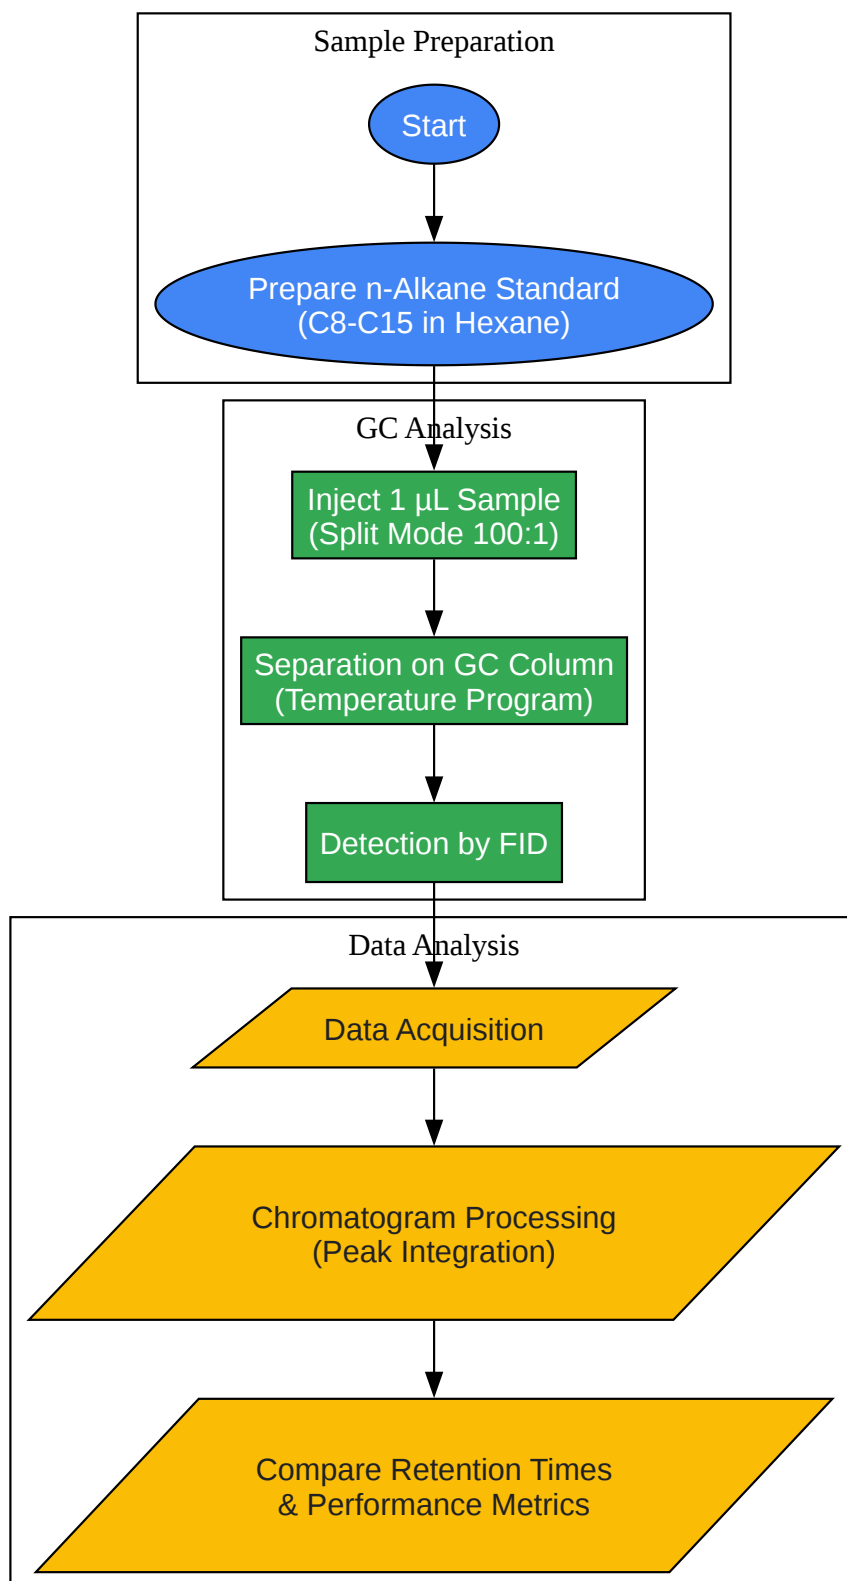 Sample Preparation
Start
Prepare n-Alkane Standard
(C8-C15 in Hexane)
GC Analysis
Inject 1 µL Sample
(Split Mode 100:1)
Separation on GC Column
(Temperature Program)
Detection by FID
Data Analysis
Data Acquisition
Chromatogram Processing
(Peak Integration)
Compare Retention Times
& Performance Metrics